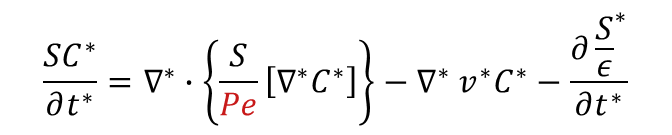 SC*/∂t* = ∇* · {S/Pe [∇*C*]} − ∇* v*C* − ∂(S*/ϵ)/∂t*